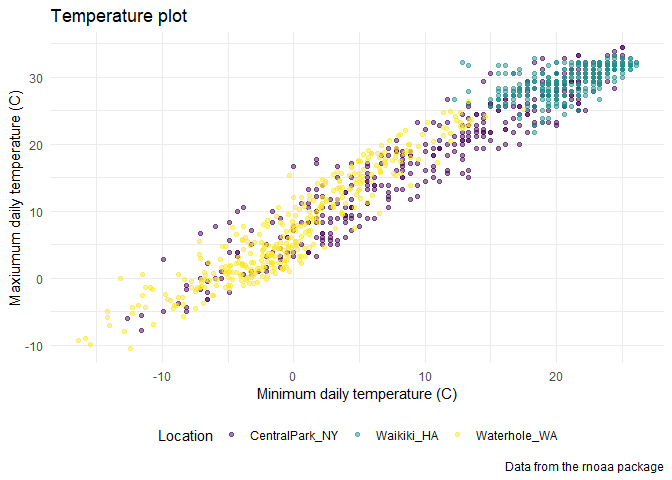 Temperature plot
Maxiumum daily temperature (C)
30
20
10
0
-10
-10 0 10 20
Minimum daily temperature (C)
Location CentralPark_NY Waikiki_HA Waterhole_WA
Data from the rnoaa package